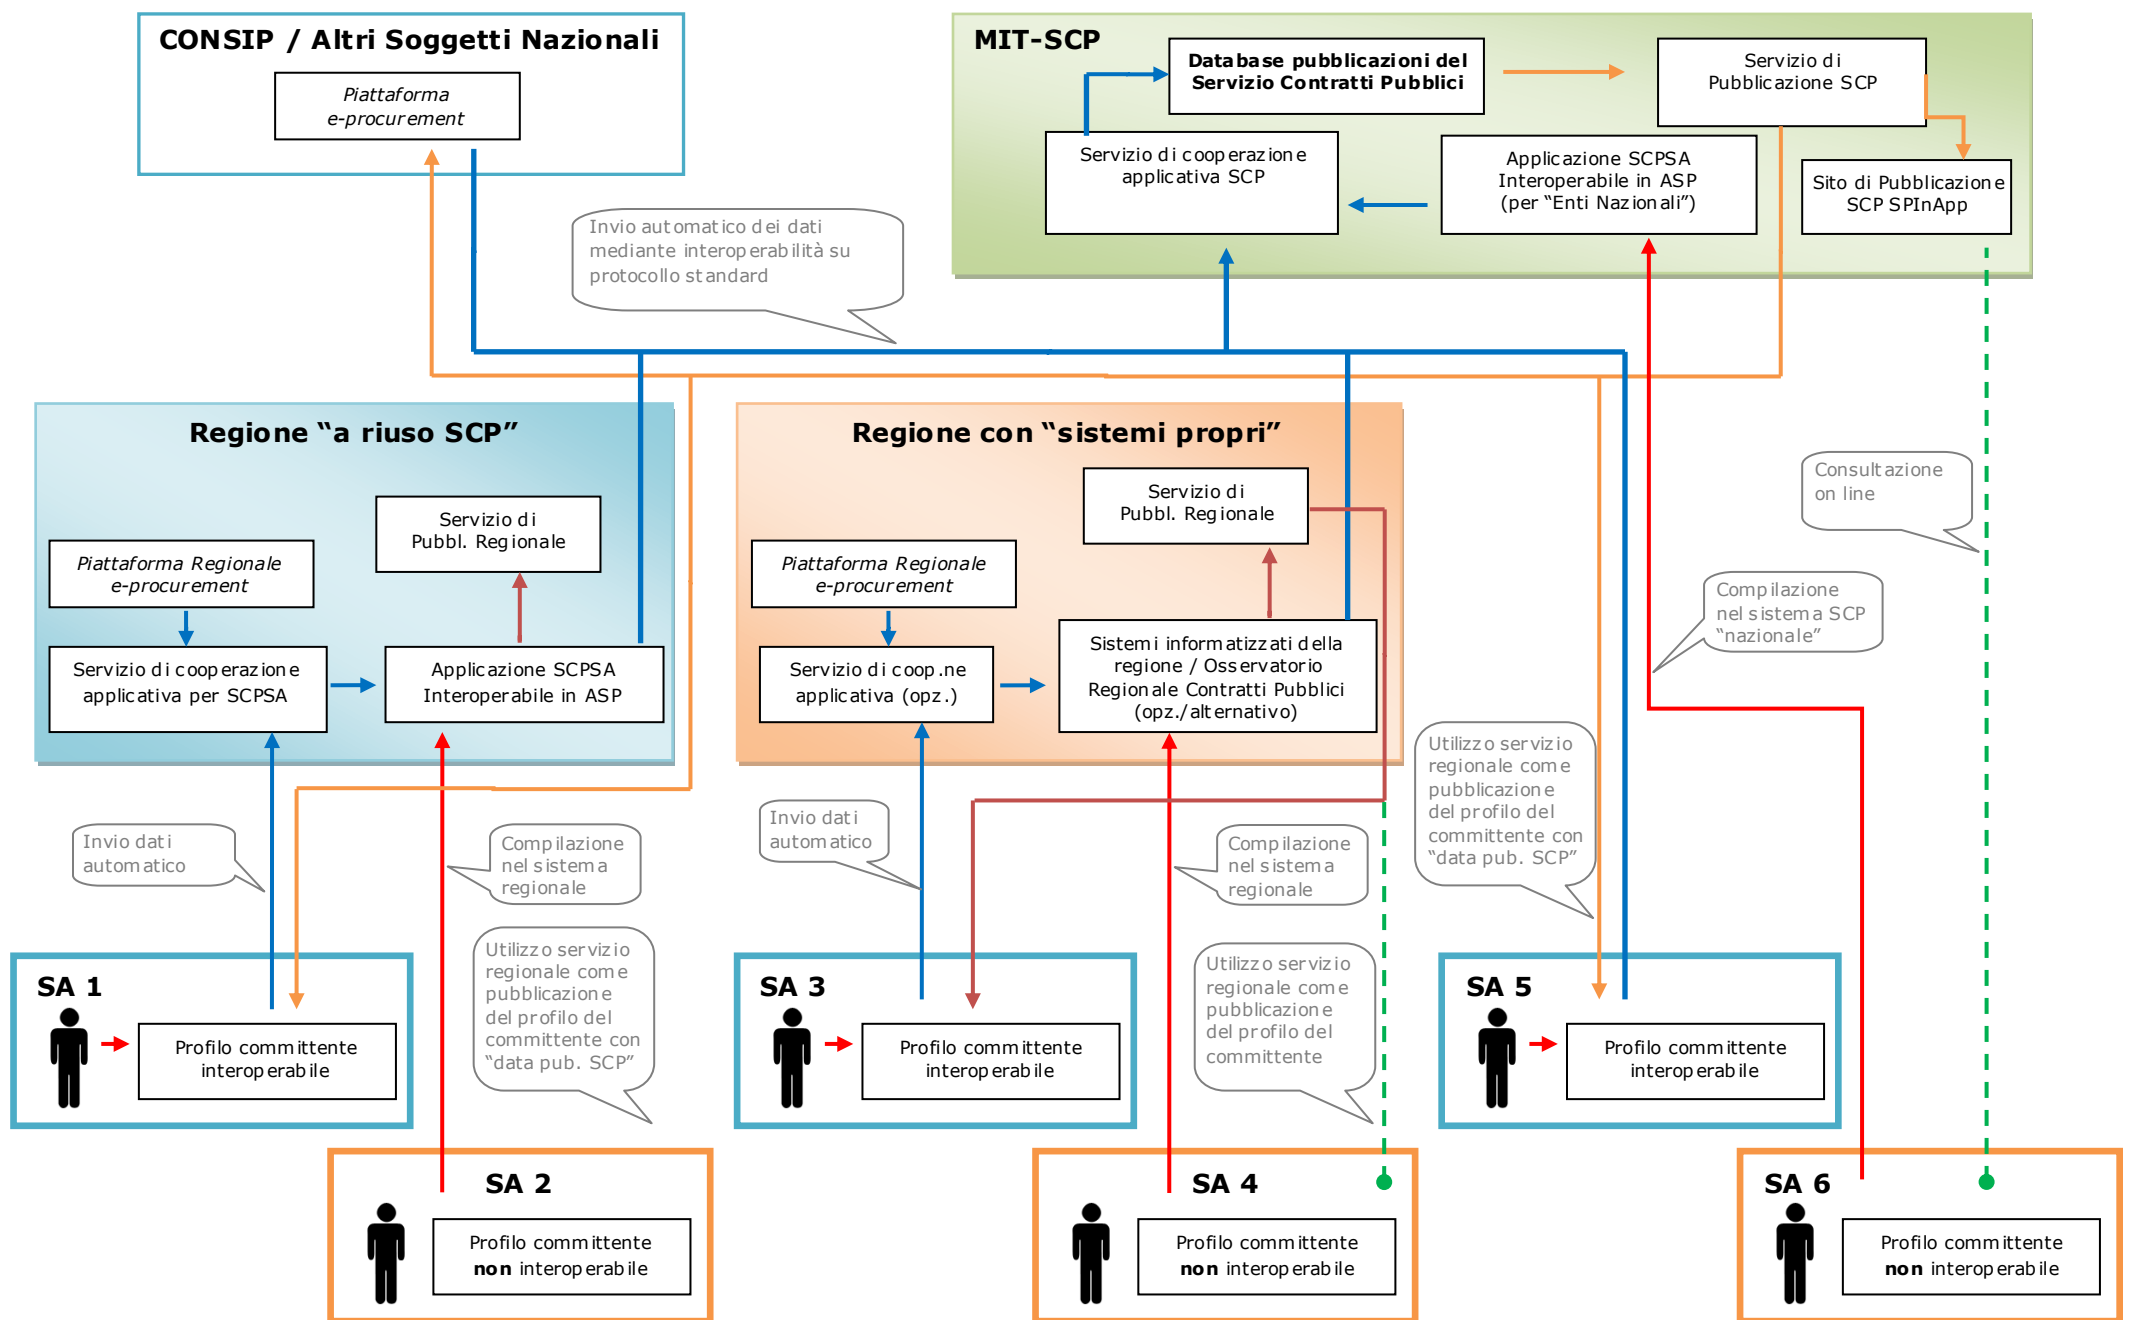 CONSIP / Altri Soggetti Nazionali
Piattaforma
e-procurement
MIT-SCP
Database pubblicazioni del
Servizio Contratti Pubblici
Servizio di
Pubblicazione SCP
Servizio di cooperazione
applicativa SCP
Applicazione SCPSA
Interoperabile in ASP
(per “Enti Nazionali”)
Sito di Pubblicazione
SCP SPInApp
Invio automatico dei dati
mediante interoperabilità su
protocollo standard
Regione “a riuso SCP”
Servizio di
Pubbl. Regionale
Piattaforma Regionale
e-procurement
Servizio di cooperazione
applicativa per SCPSA
Applicazione SCPSA
Interoperabile in ASP
Regione con “sistemi propri”
Servizio di
Pubbl. Regionale
Piattaforma Regionale
e-procurement
Servizio di coop.ne
applicativa (opz.)
Sistemi informatizzati della
regione / Osservatorio
Regionale Contratti Pubblici
(opz./alternativo)
Consultazione
on line
Compilazione
nel sistema SCP
“nazionale”
Utilizzo servizio
regionale come
pubblicazione
del profilo del
committente con
“data pub. SCP”
Invio dati
automatico
Compilazione
nel sistema
regionale
Invio dati
automatico
Compilazione
nel sistema
regionale
Utilizzo servizio
regionale come
pubblicazione
del profilo del
committente con
“data pub. SCP”
Utilizzo servizio
regionale come
pubblicazione
del profilo del
committente
SA 1
Profilo committente
interoperabile
SA 3
Profilo committente
interoperabile
SA 5
Profilo committente
interoperabile
SA 2
Profilo committente
non interoperabile
SA 4
Profilo committente
non interoperabile
SA 6
Profilo committente
non interoperabile